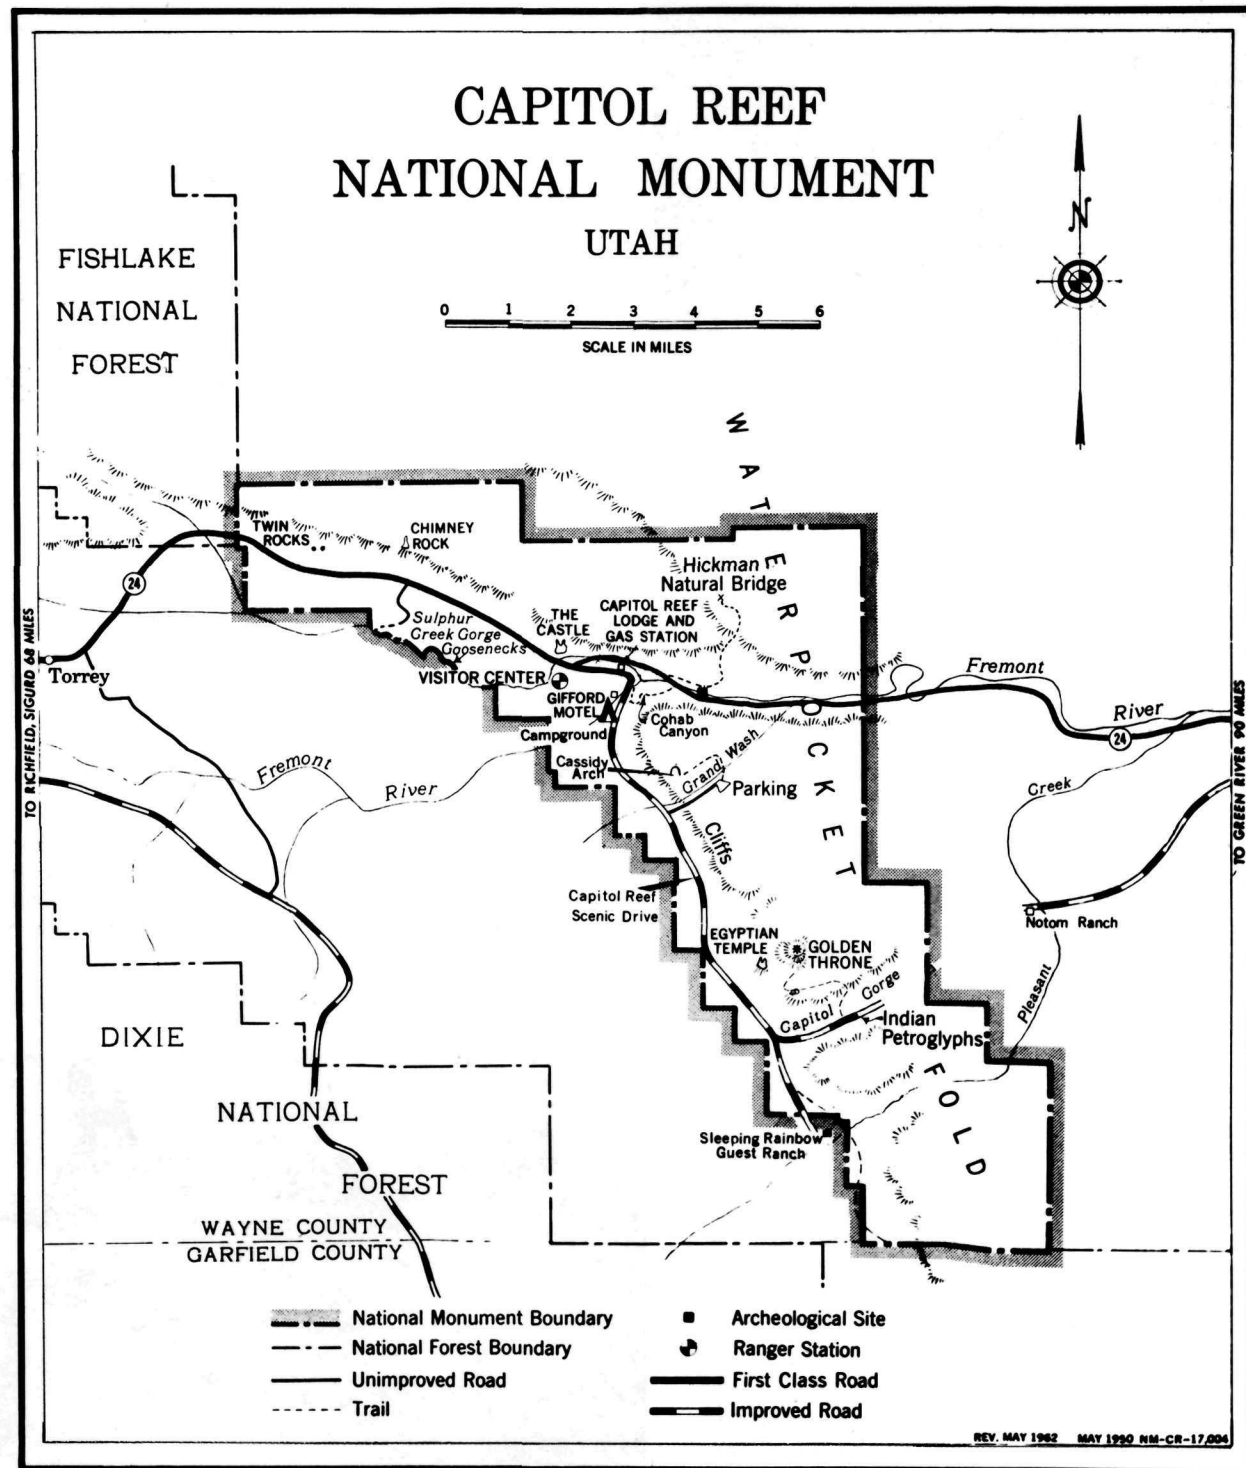 CAPITOL REEF
NATIONAL MONUMENT
UTAH
N
FISHLAKE
NATIONAL
FOREST
0 1 2 3 4 5 6
SCALE IN MILES
WATERPOCKET
FOLD
TWIN
ROCKS
CHIMNEY
ROCK
Hickman
Natural Bridge
24
CAPITOL REEF
LODGE AND
GAS STATION
THE
CASTLE
Sulphur
Greek Gorge
Goosenecks
TO RICHFIELD, SIGURD 68 MILES
Torrey
VISITOR CENTER
Fremont
River
24
TO GREEN RIVER 90 MILES
GIFFORD
MOTEL
Campground
Cohab
Canyon
Cassidy
Arch
Grand Wash
Parking
Fremont
River
Creek
Cliffs
Capitol Reef
Scenic Drive
Notom Ranch
EGYPTIAN
TEMPLE
GOLDEN
THRONE
Capitol Gorge
Pleasant
Indian
Petroglyphs
DIXIE
NATIONAL
FOREST
Sleeping Rainbow
Guest Ranch
WAYNE COUNTY
GARFIELD COUNTY
National Monument Boundary
National Forest Boundary
Unimproved Road
Trail
Archeological Site
Ranger Station
First Class Road
Improved Road
REV. MAY 1962 MAY 1950 NM-CR-17,004